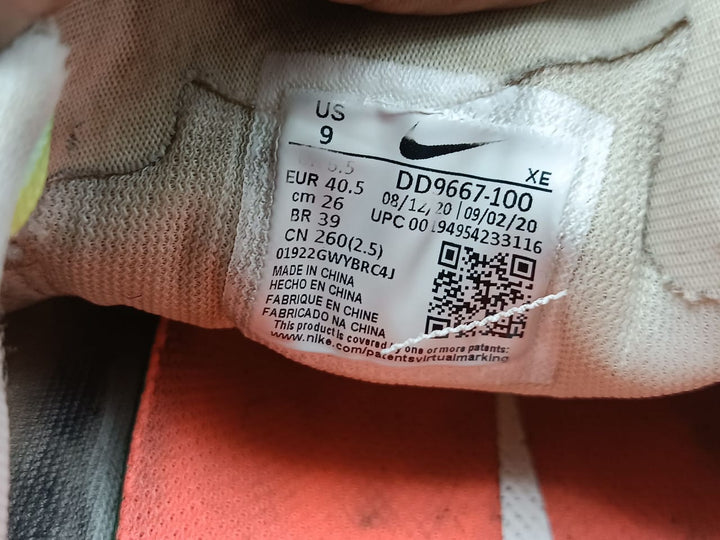 US
9
XE
DD9667-100
EUR 40.5
08/12/20 | 09/02/20
cm 26
UPC 00194954233116
BR 39
CN 260(2.5)
01922GWYBRC4J
MADE IN CHINA
HECHO EN CHINA
FABRIQUE EN CHINE
FABRICADO NA CHINA
This product is covered by one or more patents:
www.nike.com/patentsvirtualmarking